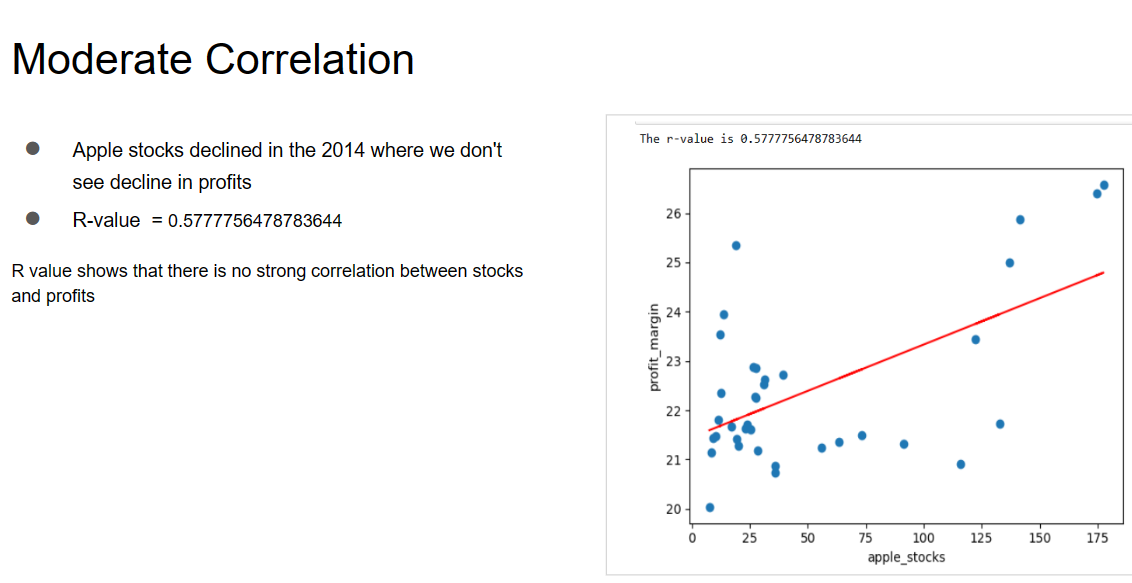 Moderate Correlation
Apple stocks declined in the 2014 where we don't
see decline in profits
R-value = 0.5777756478783644
R value shows that there is no strong correlation between stocks
and profits
The r-value is 0.5777756478783644
26
25
24
23
22
21
20
profit_margin
0 25 50 75 100 125 150 175
apple_stocks